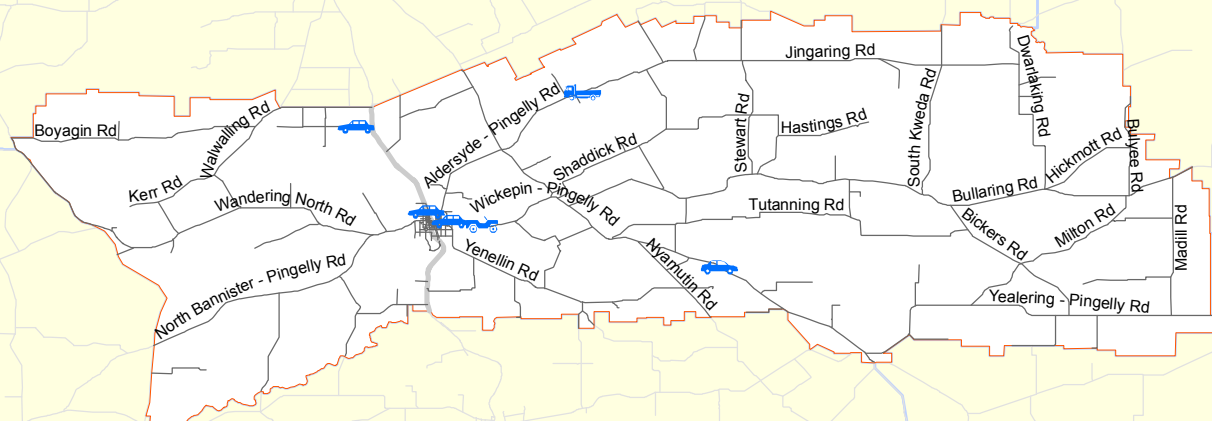 Jingaring Rd
Dwarlaking Rd
Boyagin Rd
Walwalling Rd
Aldersyde - Pingelly Rd
Stewart Rd
Hastings Rd
South Kweda Rd
Bulyee Rd
Hickmott Rd
Shaddick Rd
Kerr Rd
Wandering North Rd
Wickepin - Pingelly Rd
Tutanning Rd
Bullaring Rd
Bickers Rd
Milton Rd
Madill Rd
Yenellin Rd
Nyamutin Rd
North Bannister - Pingelly Rd
Yealering - Pingelly Rd